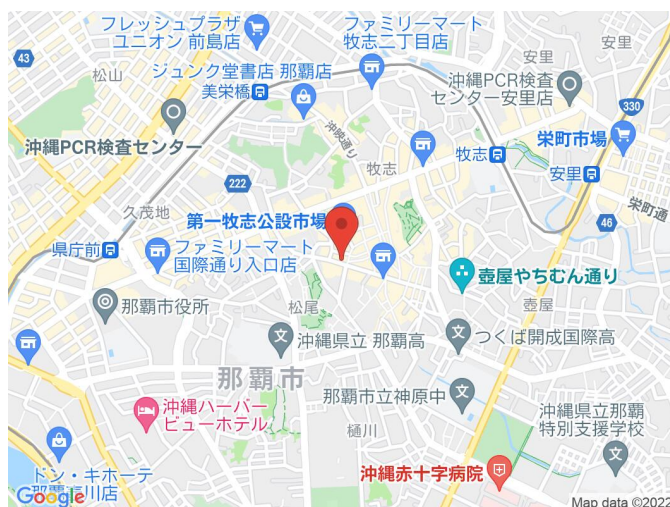 フレッシュプラザ
ユニオン 前島店
ファミリーマート
牧志二丁目店
安里
安里
43
松山
ジュンク堂書店 那覇店
美栄橋
沖縄PCR検査
センター安里店
330
沖映通り
沖縄PCR検査センター
栄町市場
牧志
牧志
安里
222
栄町通
久茂地
第一牧志公設市場
46
県庁前
ファミリーマート
国際通り入口店
壺屋やちむん通り
那覇市役所
松尾
壺屋
沖縄県立 那覇高
つくば開成国際高
那覇市
沖縄ハーバー
ビューホテル
那覇市立神原中
沖縄県立那覇
特別支援学校
樋川
沖縄赤十字病院
ドン・キホーテ
Google
Map data ©2022